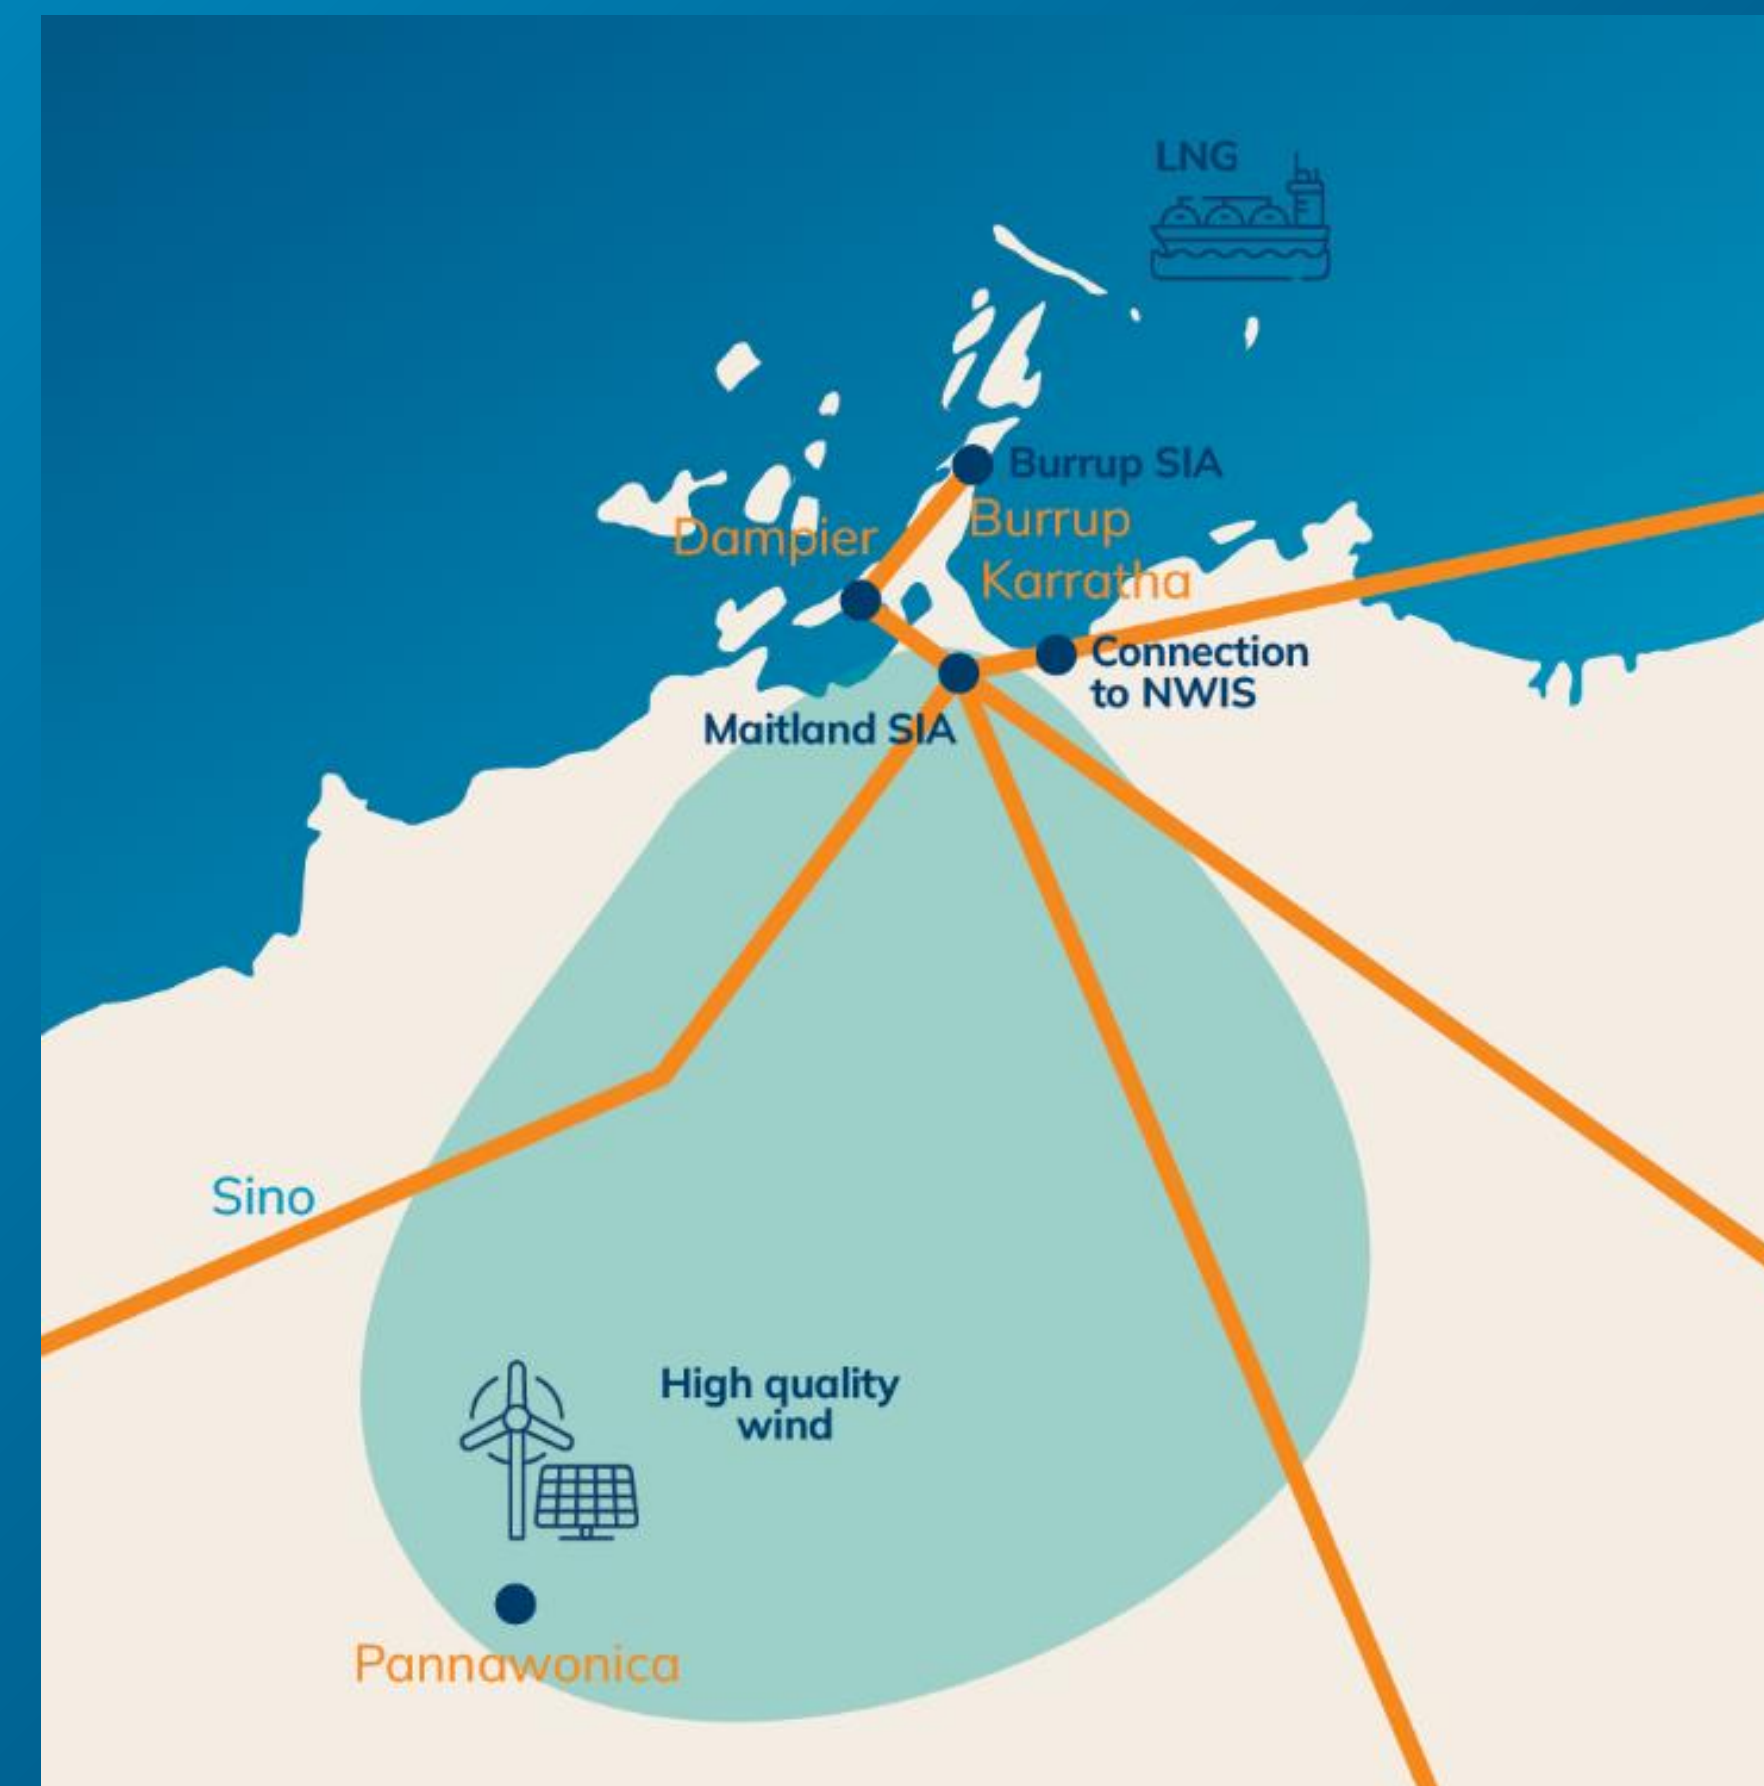 LNG
Burrup SIA
Burrup
Dampier
Karratha
Connection
to NWIS
Maitland SIA
Sino
High quality
wind
Pannawonica